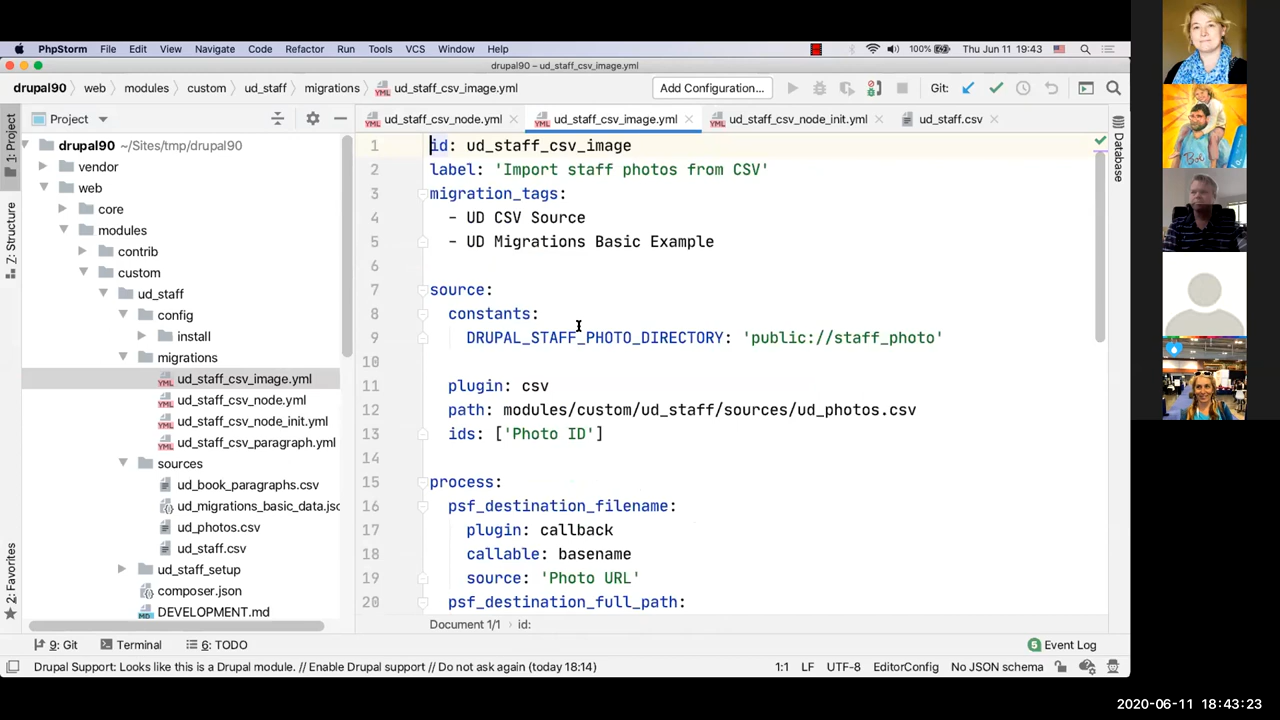 PhpStorm File Edit View Navigate Code Refactor Run Tools VCS Window Help 100% Thu Jun 11 19:43
drupal90 – ud_staff_csv_image.yml
drupal90 web modules custom ud_staff migrations ud_staff_csv_image.yml Add Configuration... Git:
1: Project
Project
ud_staff_csv_node.yml ud_staff_csv_image.yml ud_staff_csv_node_init.yml ud_staff.csv
Database
drupal90 ~/Sites/tmp/drupal90
vendor
web
core
modules
contrib
custom
ud_staff
config
install
migrations
ud_staff_csv_image.yml
ud_staff_csv_node.yml
ud_staff_csv_node_init.yml
ud_staff_csv_paragraph.yml
sources
ud_book_paragraphs.csv
ud_migrations_basic_data.jsc
ud_photos.csv
ud_staff.csv
ud_staff_setup
composer.json
DEVELOPMENT.md
Z: Structure
2: Favorites
1 id: ud_staff_csv_image
2 label: 'Import staff photos from CSV'
3 migration_tags:
4 - UD CSV Source
5 - UD Migrations Basic Example
6
7 source:
8 constants:
9 DRUPAL_STAFF_PHOTO_DIRECTORY: 'public://staff_photo'
10
11 plugin: csv
12 path: modules/custom/ud_staff/sources/ud_photos.csv
13 ids: ['Photo ID']
14
15 process:
16 psf_destination_filename:
17 plugin: callback
18 callable: basename
19 source: 'Photo URL'
20 psf_destination_full_path:
Document 1/1 id:
9: Git Terminal 6: TODO 5 Event Log
Drupal Support: Looks like this is a Drupal module. // Enable Drupal support // Do not ask again (today 18:14) 1:1 LF UTF-8 EditorConfig No JSON schema
2020-06-11 18:43:23